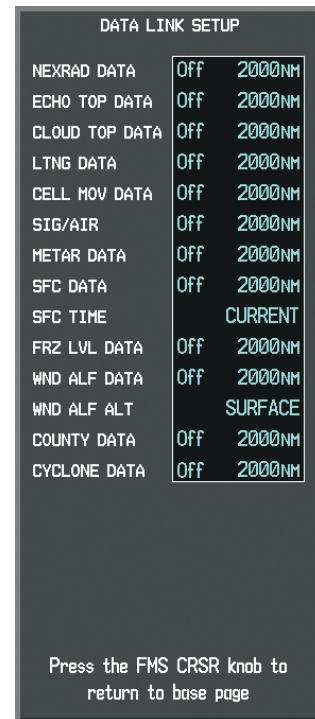 DATA LINK SETUP
NEXRAD DATA Off 2000NM
ECHO TOP DATA Off 2000NM
CLOUD TOP DATA Off 2000NM
LTNG DATA Off 2000NM
CELL MOV DATA Off 2000NM
SIG/AIR Off 2000NM
METAR DATA Off 2000NM
SFC DATA Off 2000NM
SFC TIME CURRENT
FRZ LVL DATA Off 2000NM
WND ALF DATA Off 2000NM
WND ALF ALT SURFACE
COUNTY DATA Off 2000NM
CYCLONE DATA Off 2000NM
Press the FMS CRSR knob to
return to base page